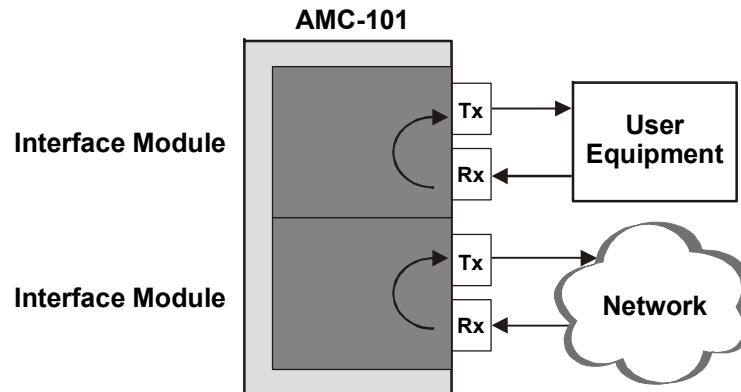 AMC-101
Interface Module
Tx
Rx
User
Equipment
Interface Module
Tx
Rx
Network